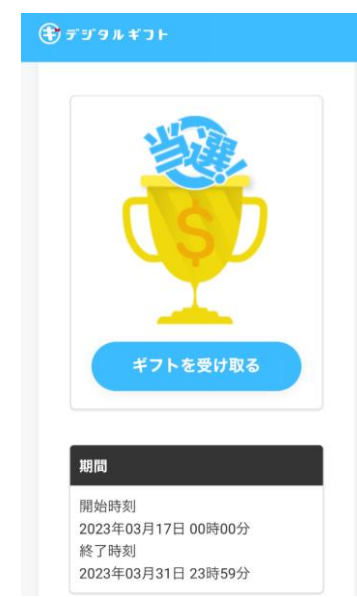 デジタルギフト
当選!
$
ギフトを受け取る
期間
開始時刻
2023年03月17日 00時00分
終了時刻
2023年03月31日 23時59分